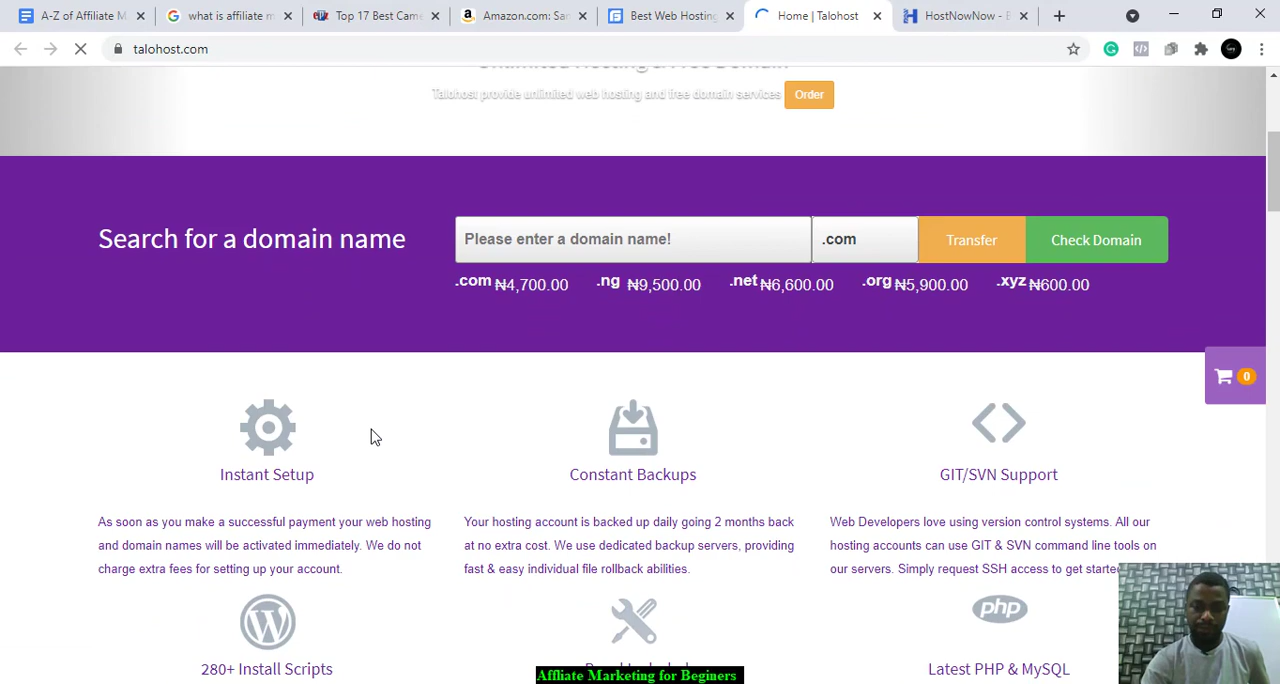 A-Z of Affiliate M
what is affiliate m
Top 17 Best Came
Amazon.com: San
Best Web Hosting
Home | Talohost
HostNowNow - B
talohost.com
Unlimited Hosting & Free Domain
Talohost provide unlimited web hosting and free domain services Order
Search for a domain name
Please enter a domain name! .com Transfer Check Domain
.com ₦4,700.00 .ng ₦9,500.00 .net ₦6,600.00 .org ₦5,900.00 .xyz ₦600.00
0
Instant Setup
As soon as you make a successful payment your web hosting
and domain names will be activated immediately. We do not
charge extra fees for setting up your account.
Constant Backups
Your hosting account is backed up daily going 2 months back
at no extra cost. We use dedicated backup servers, providing
fast & easy individual file rollback abilities.
GIT/SVN Support
Web Developers love using version control systems. All our
hosting accounts can use GIT & SVN command line tools on
our servers. Simply request SSH access to get started
280+ Install Scripts
php
Latest PHP & MySQL
Affliate Marketing for Beginers